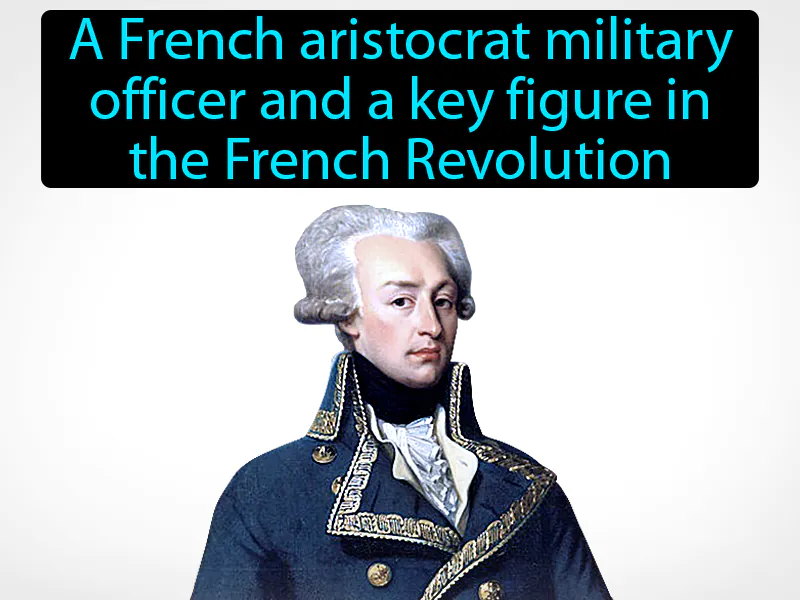 A French aristocrat military
officer and a key figure in
the French Revolution